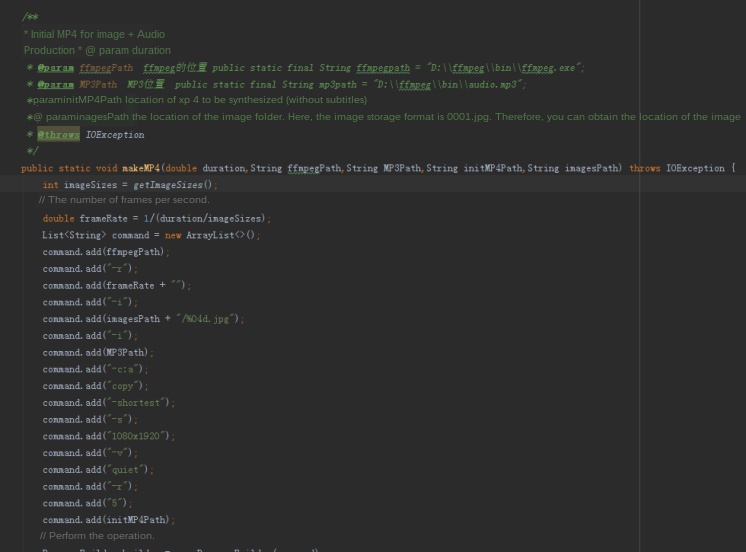 /**
* Initial MP4 for image + Audio
Production * @ param duration
* @param ffmpegPath ffmpeg的位置 public static final String ffmpegpath = "D:\\ffmpeg\\bin\\ffmpeg.exe";
* @param MP3Path MP3位置 public static final String mp3path = "D:\\ffmpeg\\bin\\audio.mp3";
*paraminitMP4Path location of xp 4 to be synthesized (without subtitles)
*@ paraminagesPath the location of the image folder. Here, the image storage format is 0001.jpg. Therefore, you can obtain the location of the image
* @throws IOException
*/
public static void makeMP4(double duration,String ffmpegPath,String MP3Path,String initMP4Path,String imagesPath) throws IOException {
int imageSizes = getImageSizes();
// The number of frames per second.
double frameRate = 1/(duration/imageSizes);
List<String> command = new ArrayList<>();
command.add(ffmpegPath);
command.add("-r");
command.add(frameRate + "");
command.add("-i");
command.add(imagesPath + "/%04d.jpg");
command.add("-i");
command.add(MP3Path);
command.add("-c:a");
command.add("copy");
command.add("-shortest");
command.add("-s");
command.add("1080x1920");
command.add("-v");
command.add("quiet");
command.add("-r");
command.add("5");
command.add(initMP4Path);
// Perform the operation.